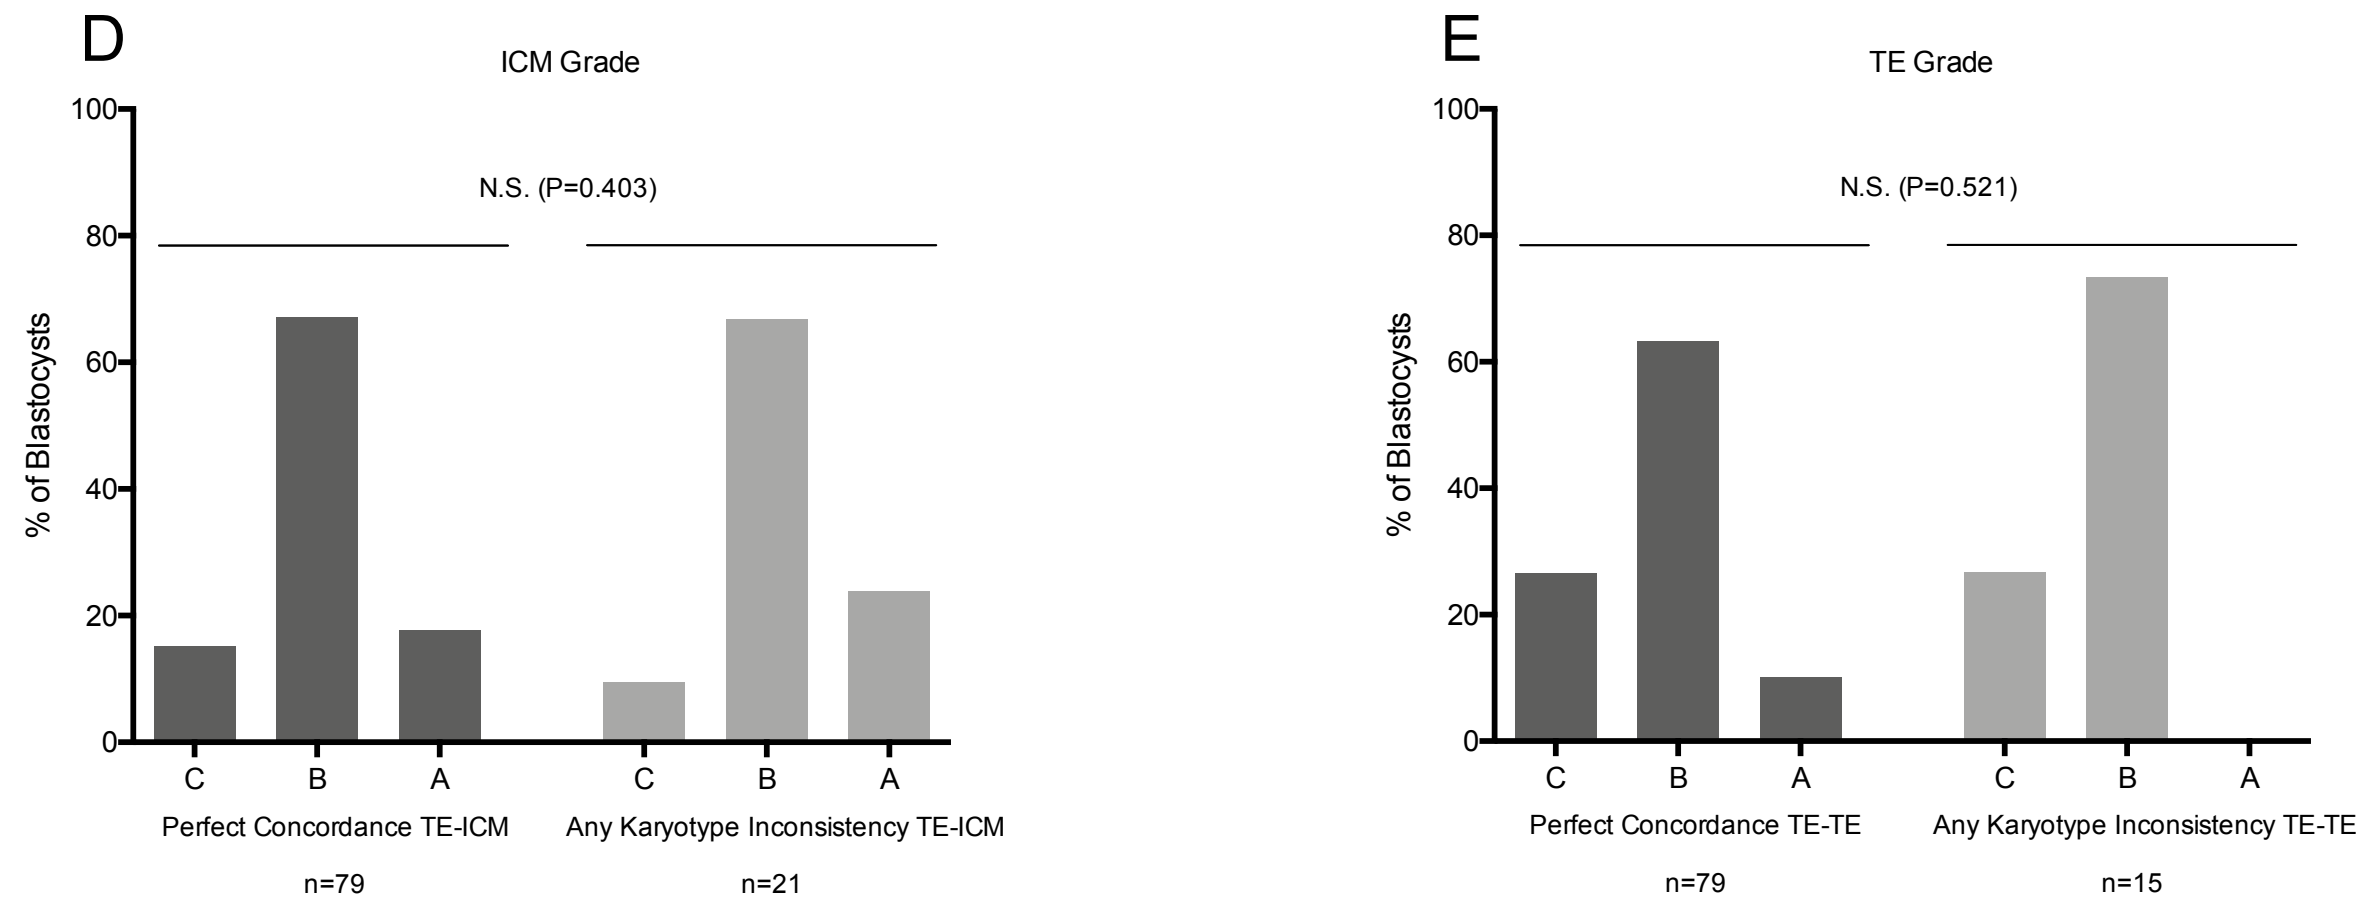 D
ICM Grade
N.S. (P=0.403)
% of Blastocysts
100
80
60
40
20
0
C B A C B A
Perfect Concordance TE-ICM Any Karyotype Inconsistency TE-ICM
n=79 n=21
E
TE Grade
N.S. (P=0.521)
% of Blastocysts
100
80
60
40
20
0
C B A C B A
Perfect Concordance TE-TE Any Karyotype Inconsistency TE-TE
n=79 n=15